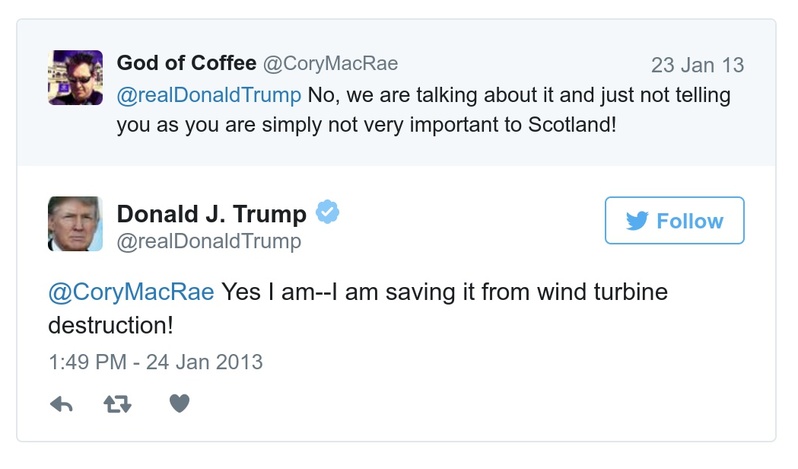 God of Coffee @CoryMacRae 23 Jan 13
@realDonaldTrump No, we are talking about it and just not telling
you as you are simply not very important to Scotland!
Donald J. Trump
Follow
@realDonaldTrump
@CoryMacRae Yes I am--I am saving it from wind turbine
destruction!
1:49 PM - 24 Jan 2013